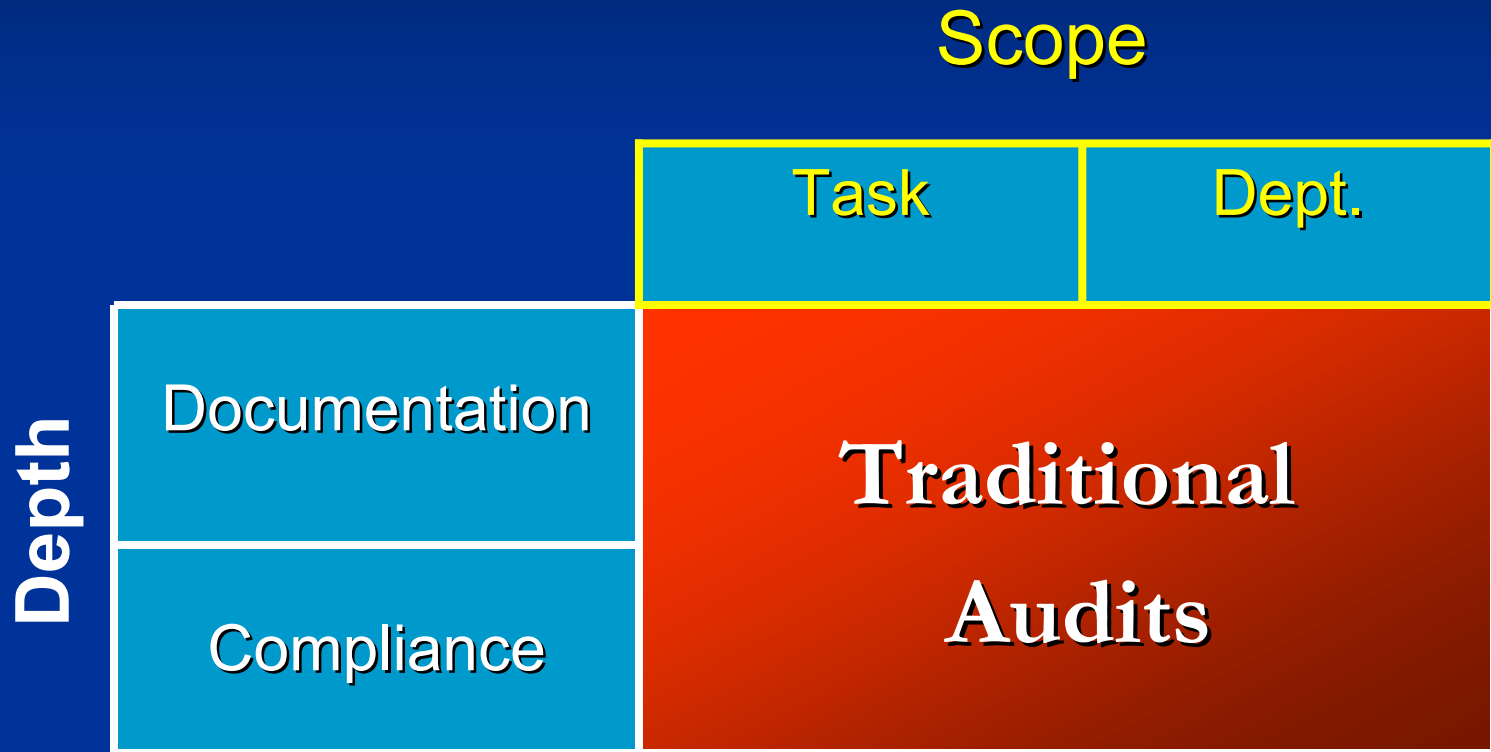 Scope
Task
Dept.
Depth
Documentation
Compliance
Traditional
Audits